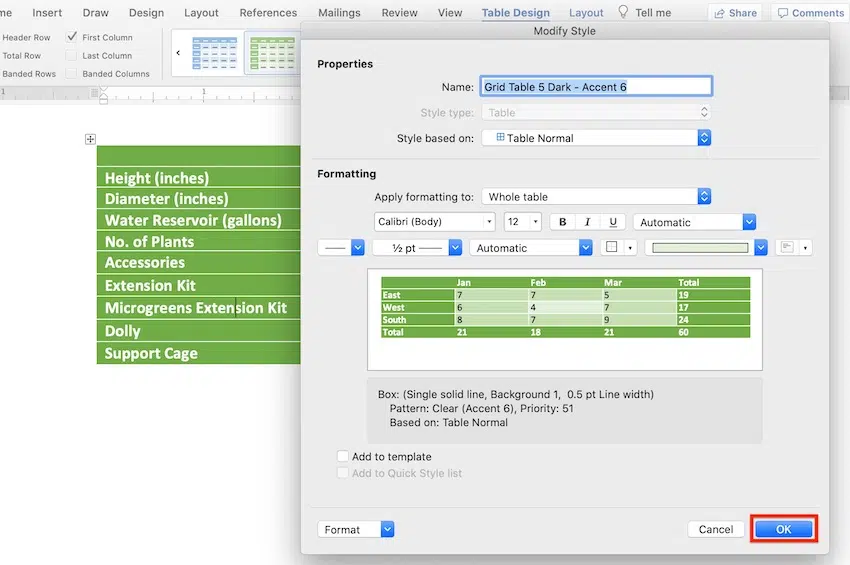 me Insert Draw Design Layout References Mailings Review View Table Design Layout Tell me Share Comments
Header Row First Column
Total Row Last Column
Banded Rows Banded Columns
Modify Style
Properties
Name: Grid Table 5 Dark - Accent 6
Style type: Table
Style based on: Table Normal
1 1
Height (inches)
Diameter (inches)
Water Reservoir (gallons)
No. of Plants
Accessories
Extension Kit
Microgreens Extension Kit
Dolly
Support Cage
Formatting
Apply formatting to: Whole table
Calibri (Body) 12 B I U Automatic
½ pt Automatic
Jan Feb Mar Total
East 7 7 5 19
West 6 4 7 17
South 8 7 9 24
Total 21 18 21 60
Box: (Single solid line, Background 1, 0.5 pt Line width)
Pattern: Clear (Accent 6), Priority: 51
Based on: Table Normal
Add to template
Add to Quick Style list
Format Cancel OK